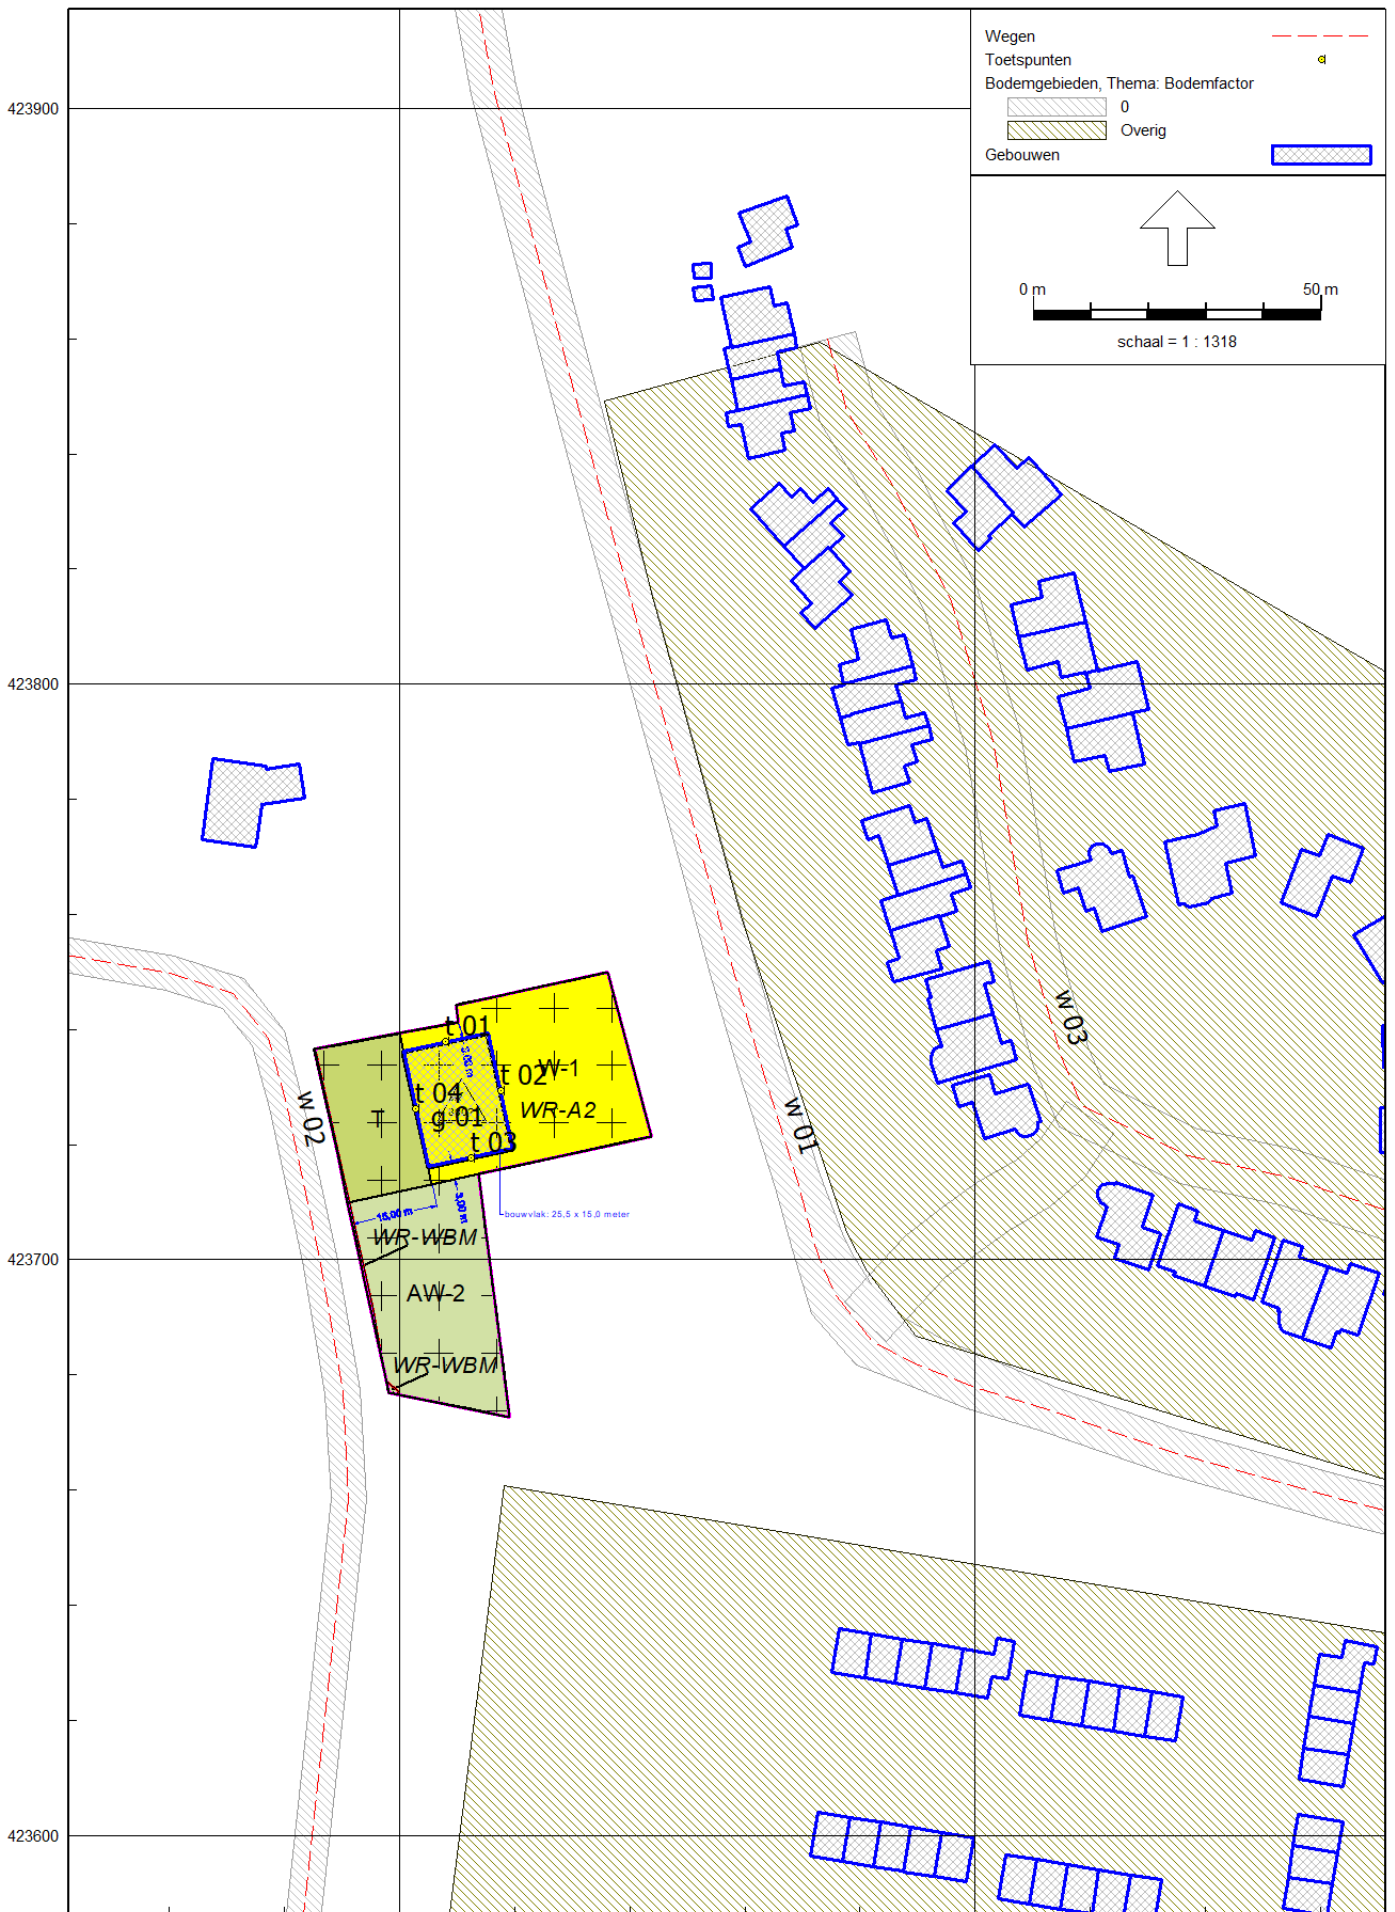 Wegen
Toetspunten
Bodemgebieden, Thema: Bodemfactor
0
Overig
Gebouwen
0 m 50 m
schaal = 1 : 1318
423900
423800
423700
423600
w 03
w 01
w 02
t 01
3,00 m
t 02
W-1
t 04
WR-A2
T
g 01
t 03
15,00 m
3,00 m
bouwvlak: 25,5 x 15,0 meter
WR-WBM
AW-2
WR-WBM